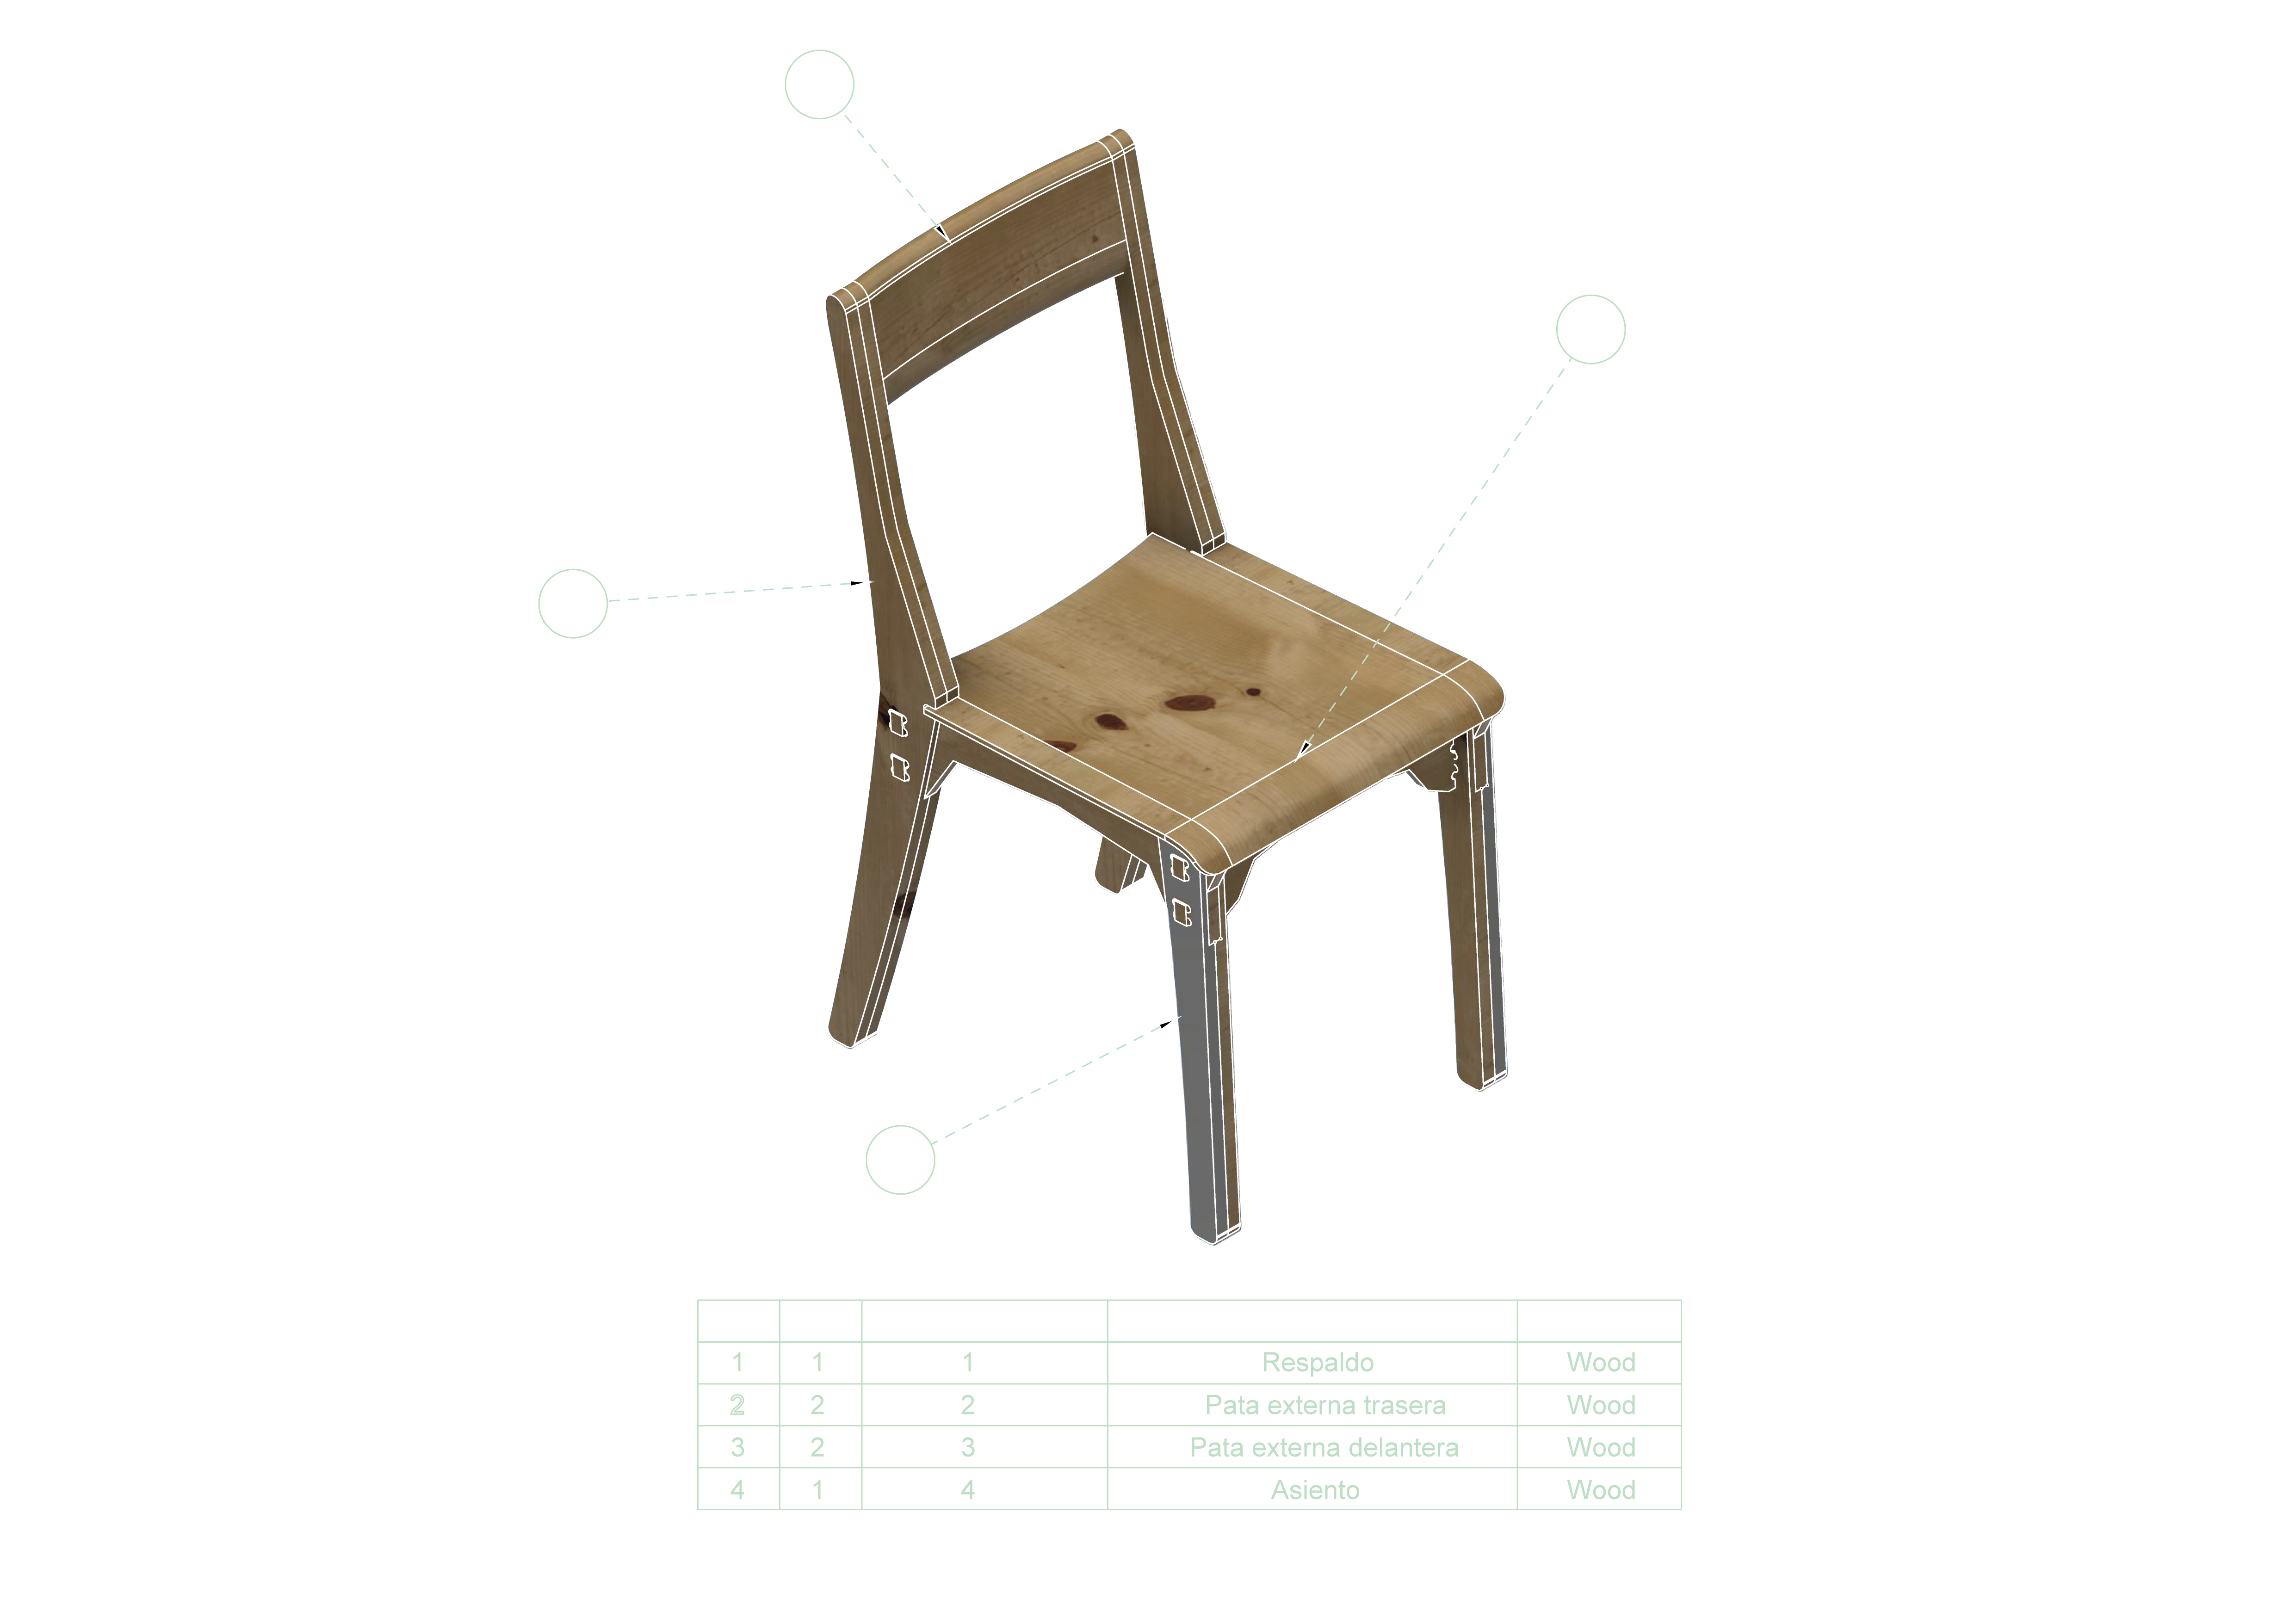 1 1 1 Respaldo Wood
2 2 2 Pata externa trasera Wood
3 2 3 Pata externa delantera Wood
4 1 4 Asiento Wood